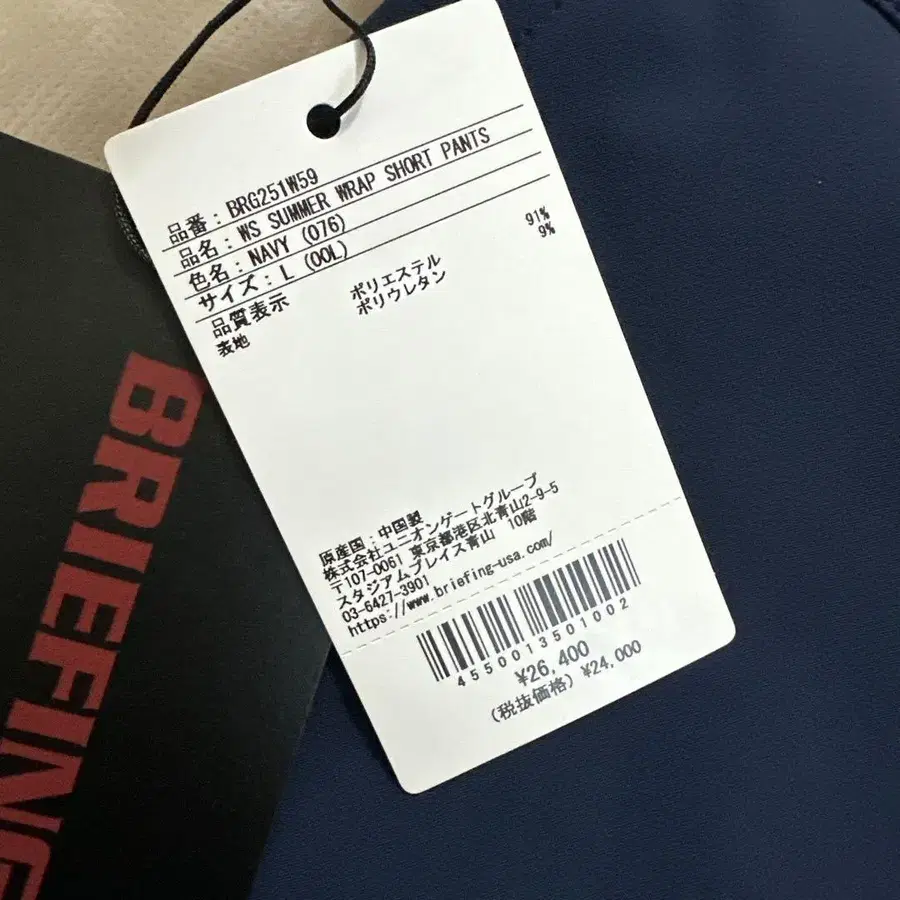 品番：BRG251W59
品名：WS SUMMER WRAP SHORT PANTS
色名：NAVY (076)
サイズ：L (00L)
品質表示
表地 ポリエステル 91%
ポリウレタン 9%
原産国：中国製
株式会社ユニオンゲートグループ
〒107-0061 東京都港区北青山2-9-5
スタジアムプレイス青山 10階
03-6427-3901
https://www.briefing-usa.com/
4550013501002
¥26,400
(税抜価格) ¥24,000
BRIEFING